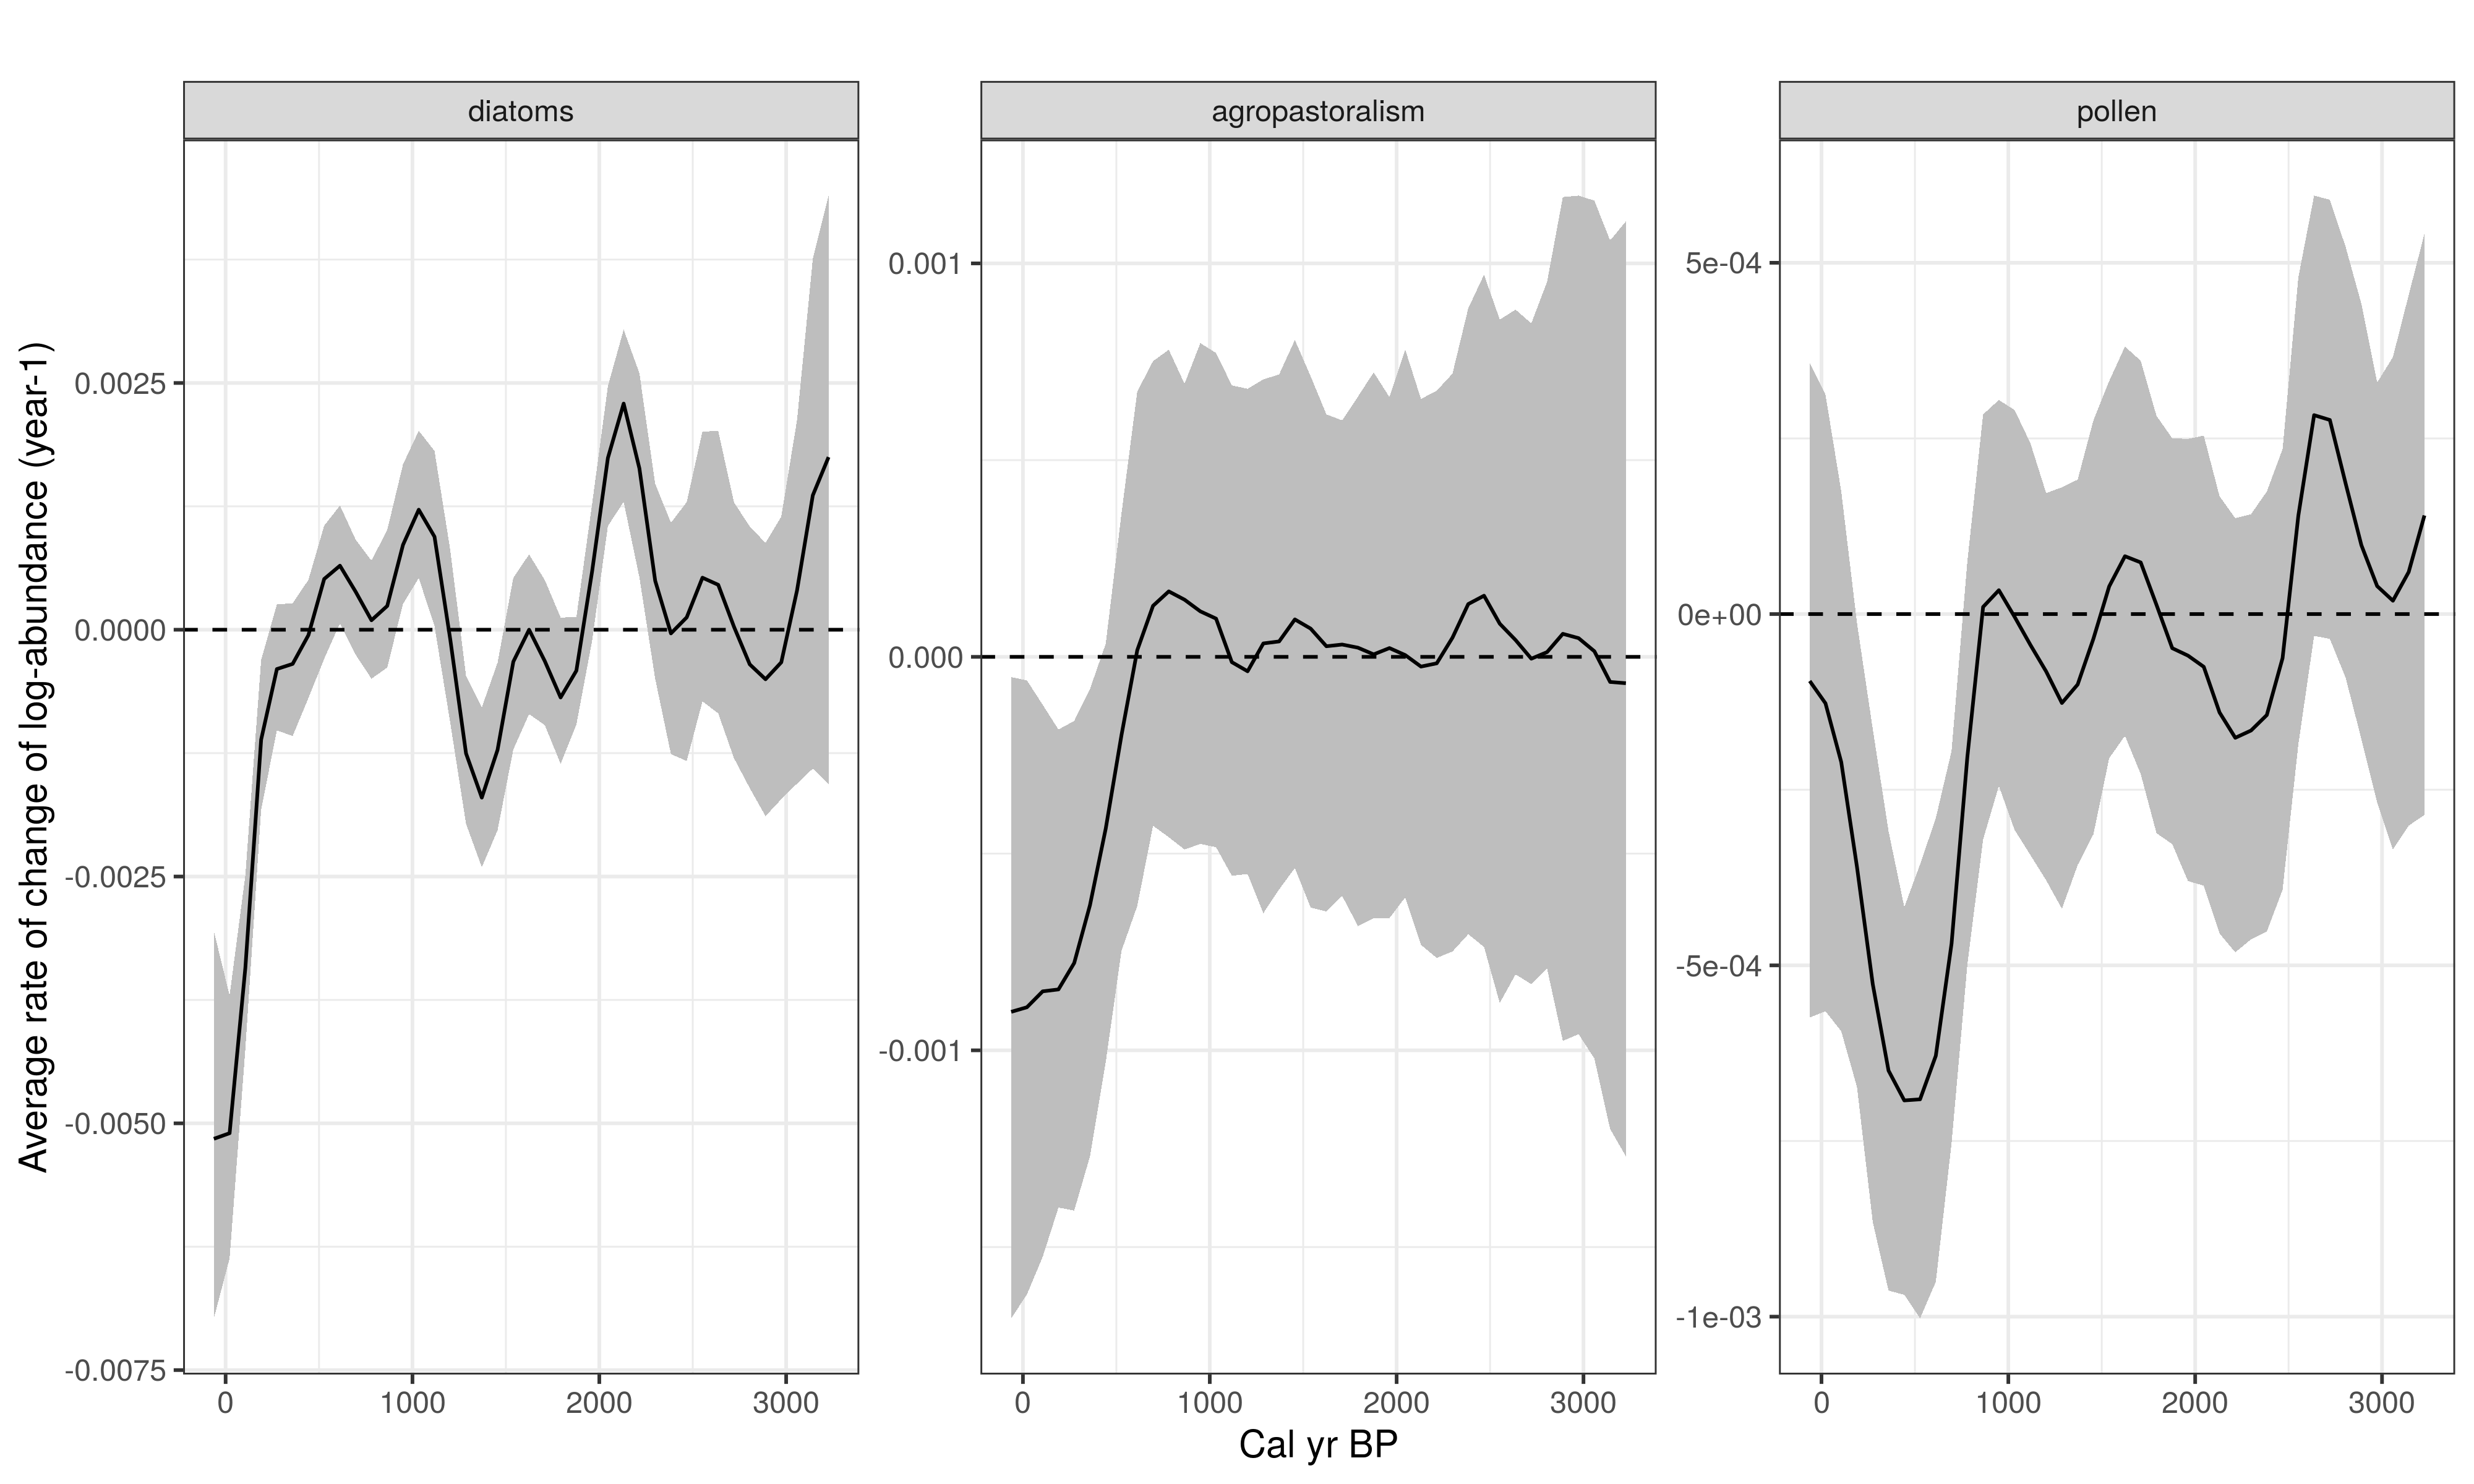 diatoms
agropastoralism
pollen
Average rate of change of log-abundance (year-1)
0.0025
0.0000
-0.0025
-0.0050
-0.0075
0.001
0.000
-0.001
5e-04
0e+00
-5e-04
-1e-03
0 1000 2000 3000
0 1000 2000 3000
0 1000 2000 3000
Cal yr BP